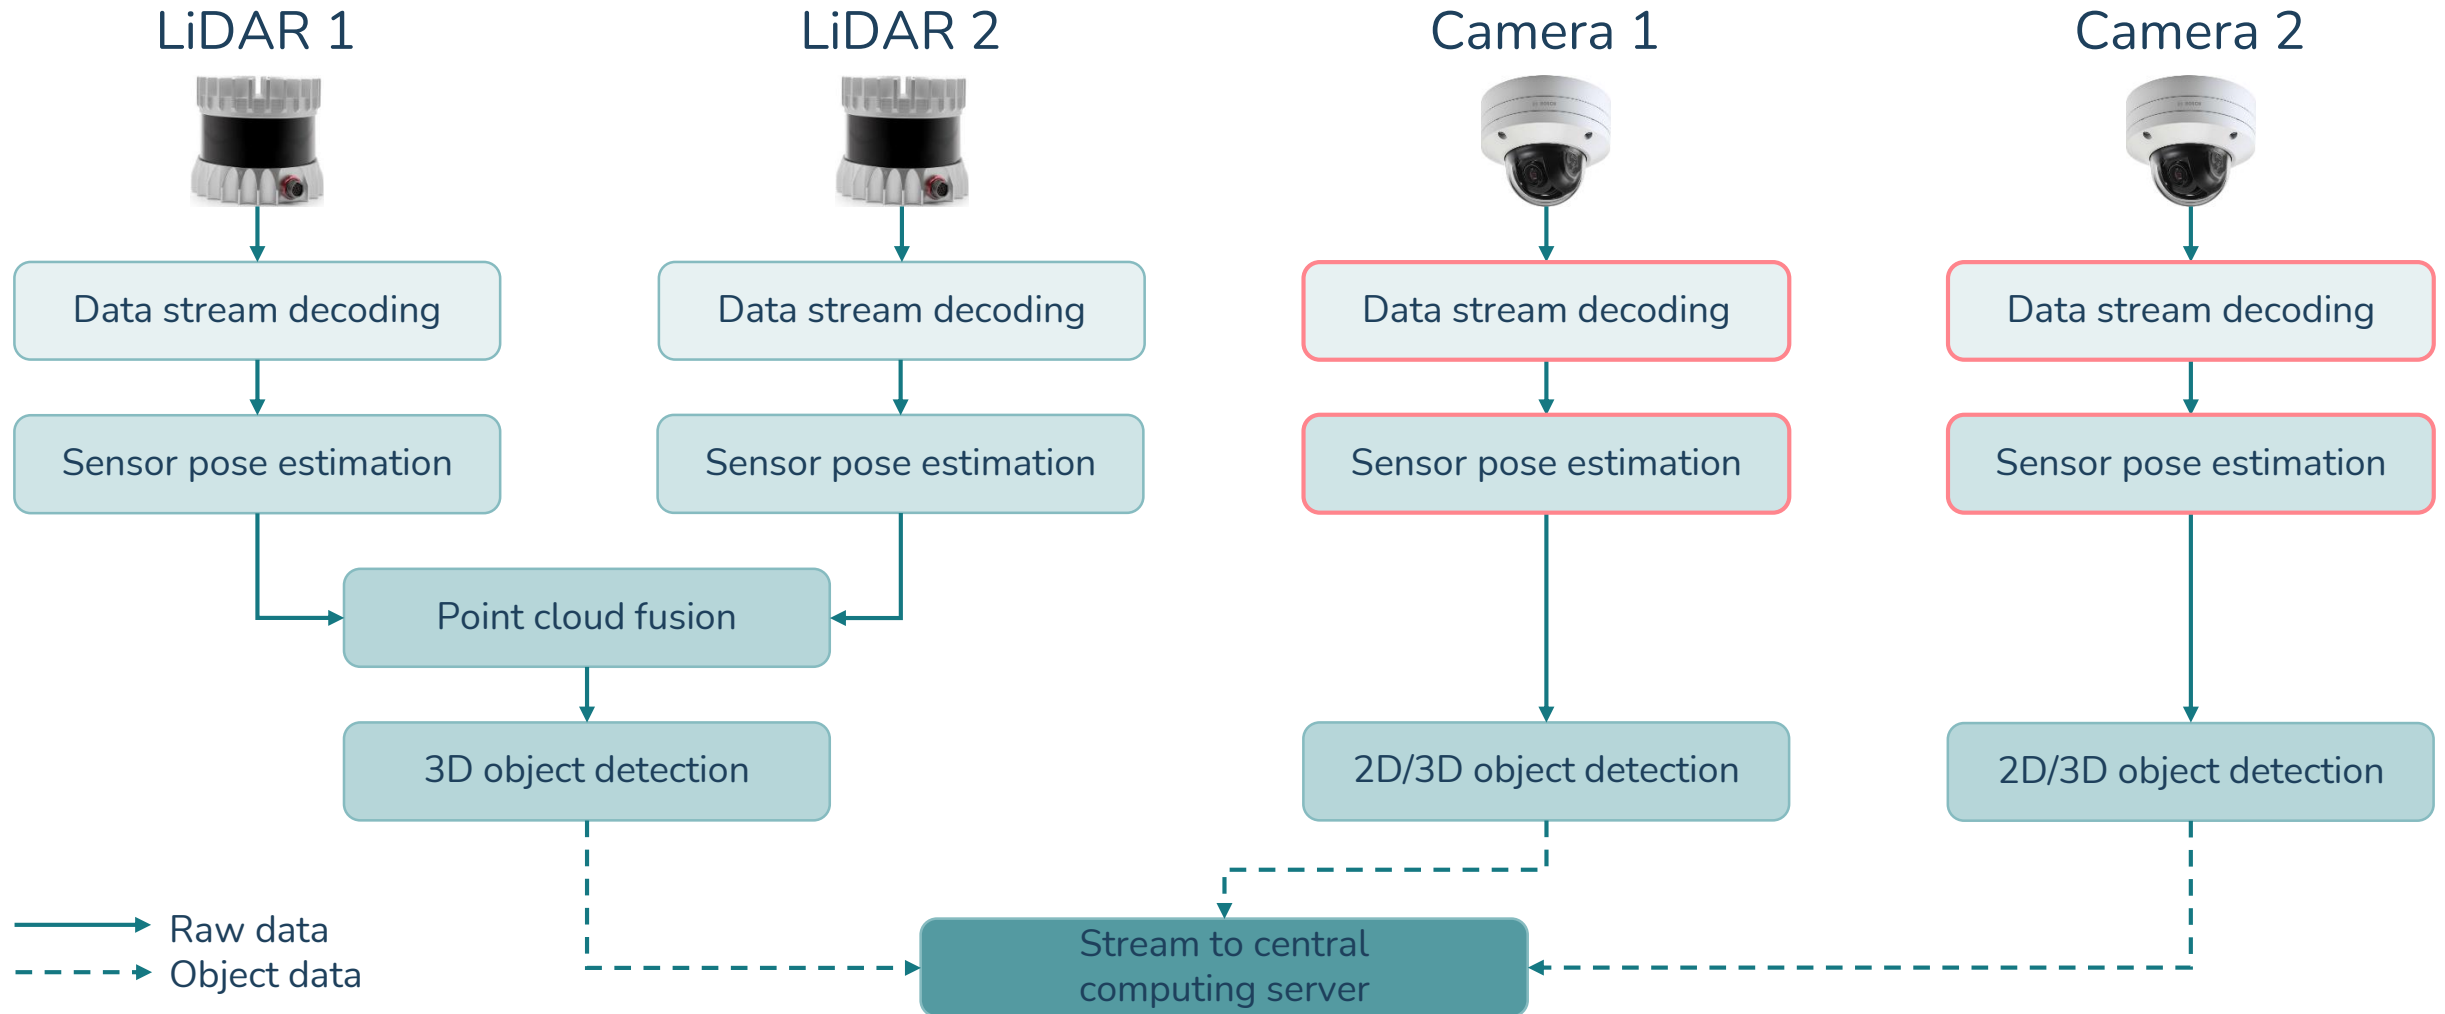 LiDAR 1
LiDAR 2
Camera 1
Camera 2
Data stream decoding
Data stream decoding
Data stream decoding
Data stream decoding
Sensor pose estimation
Sensor pose estimation
Sensor pose estimation
Sensor pose estimation
Point cloud fusion
3D object detection
2D/3D object detection
2D/3D object detection
Raw data
Object data
Stream to central
computing server